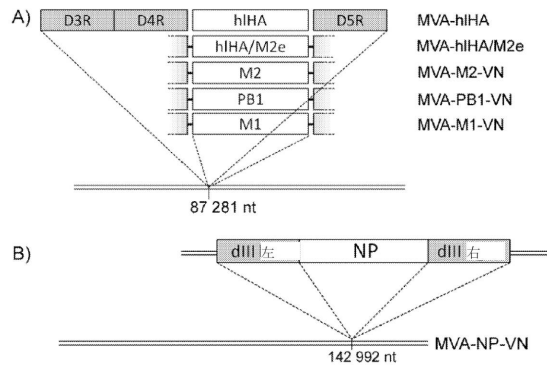 A) D3R D4R hlHA D5R MVA-hlHA
hlHA/M2e MVA-hlHA/M2e
M2 MVA-M2-VN
PB1 MVA-PB1-VN
M1 MVA-M1-VN
87 281 nt
B) dIII 左 NP dIII 右
MVA-NP-VN
142 992 nt